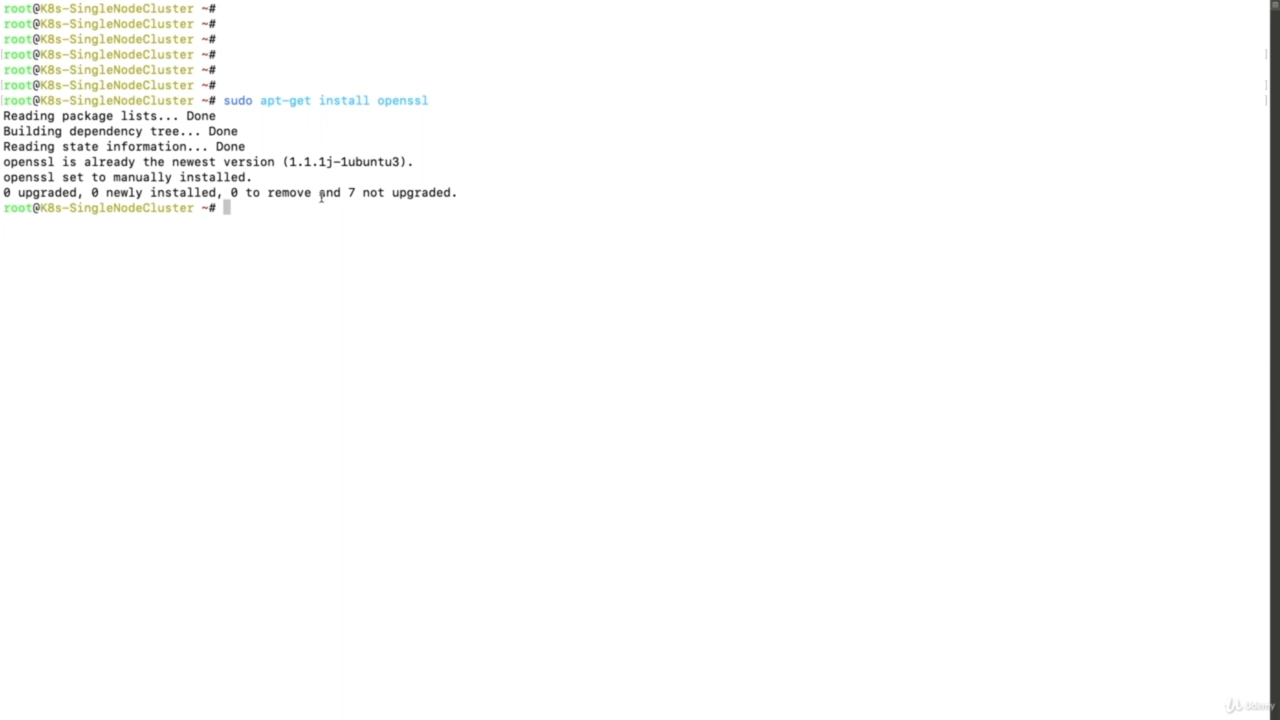 root@K8s-SingleNodeCluster ~#
root@K8s-SingleNodeCluster ~#
root@K8s-SingleNodeCluster ~#
root@K8s-SingleNodeCluster ~#
root@K8s-SingleNodeCluster ~#
root@K8s-SingleNodeCluster ~#
root@K8s-SingleNodeCluster ~# sudo apt-get install openssl
Reading package lists... Done
Building dependency tree... Done
Reading state information... Done
openssl is already the newest version (1.1.1j-1ubuntu3).
openssl set to manually installed.
0 upgraded, 0 newly installed, 0 to remove and 7 not upgraded.
root@K8s-SingleNodeCluster ~#
Udemy